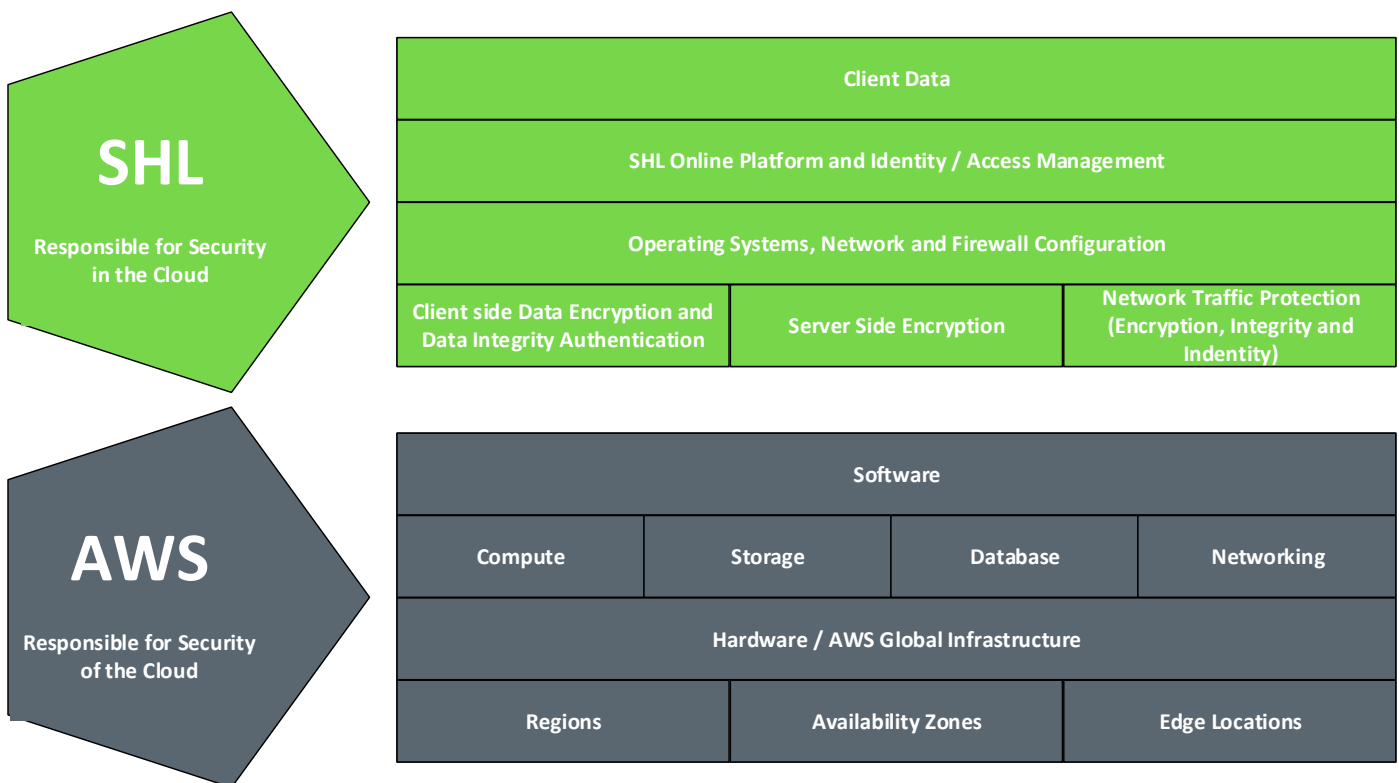 SHL
Responsible for Security
in the Cloud
Client Data
SHL Online Platform and Identity / Access Management
Operating Systems, Network and Firewall Configuration
Client side Data Encryption and
Data Integrity Authentication
Server Side Encryption
Network Traffic Protection
(Encryption, Integrity and
Indentity)
AWS
Responsible for Security
of the Cloud
Software
Compute
Storage
Database
Networking
Hardware / AWS Global Infrastructure
Regions
Availability Zones
Edge Locations